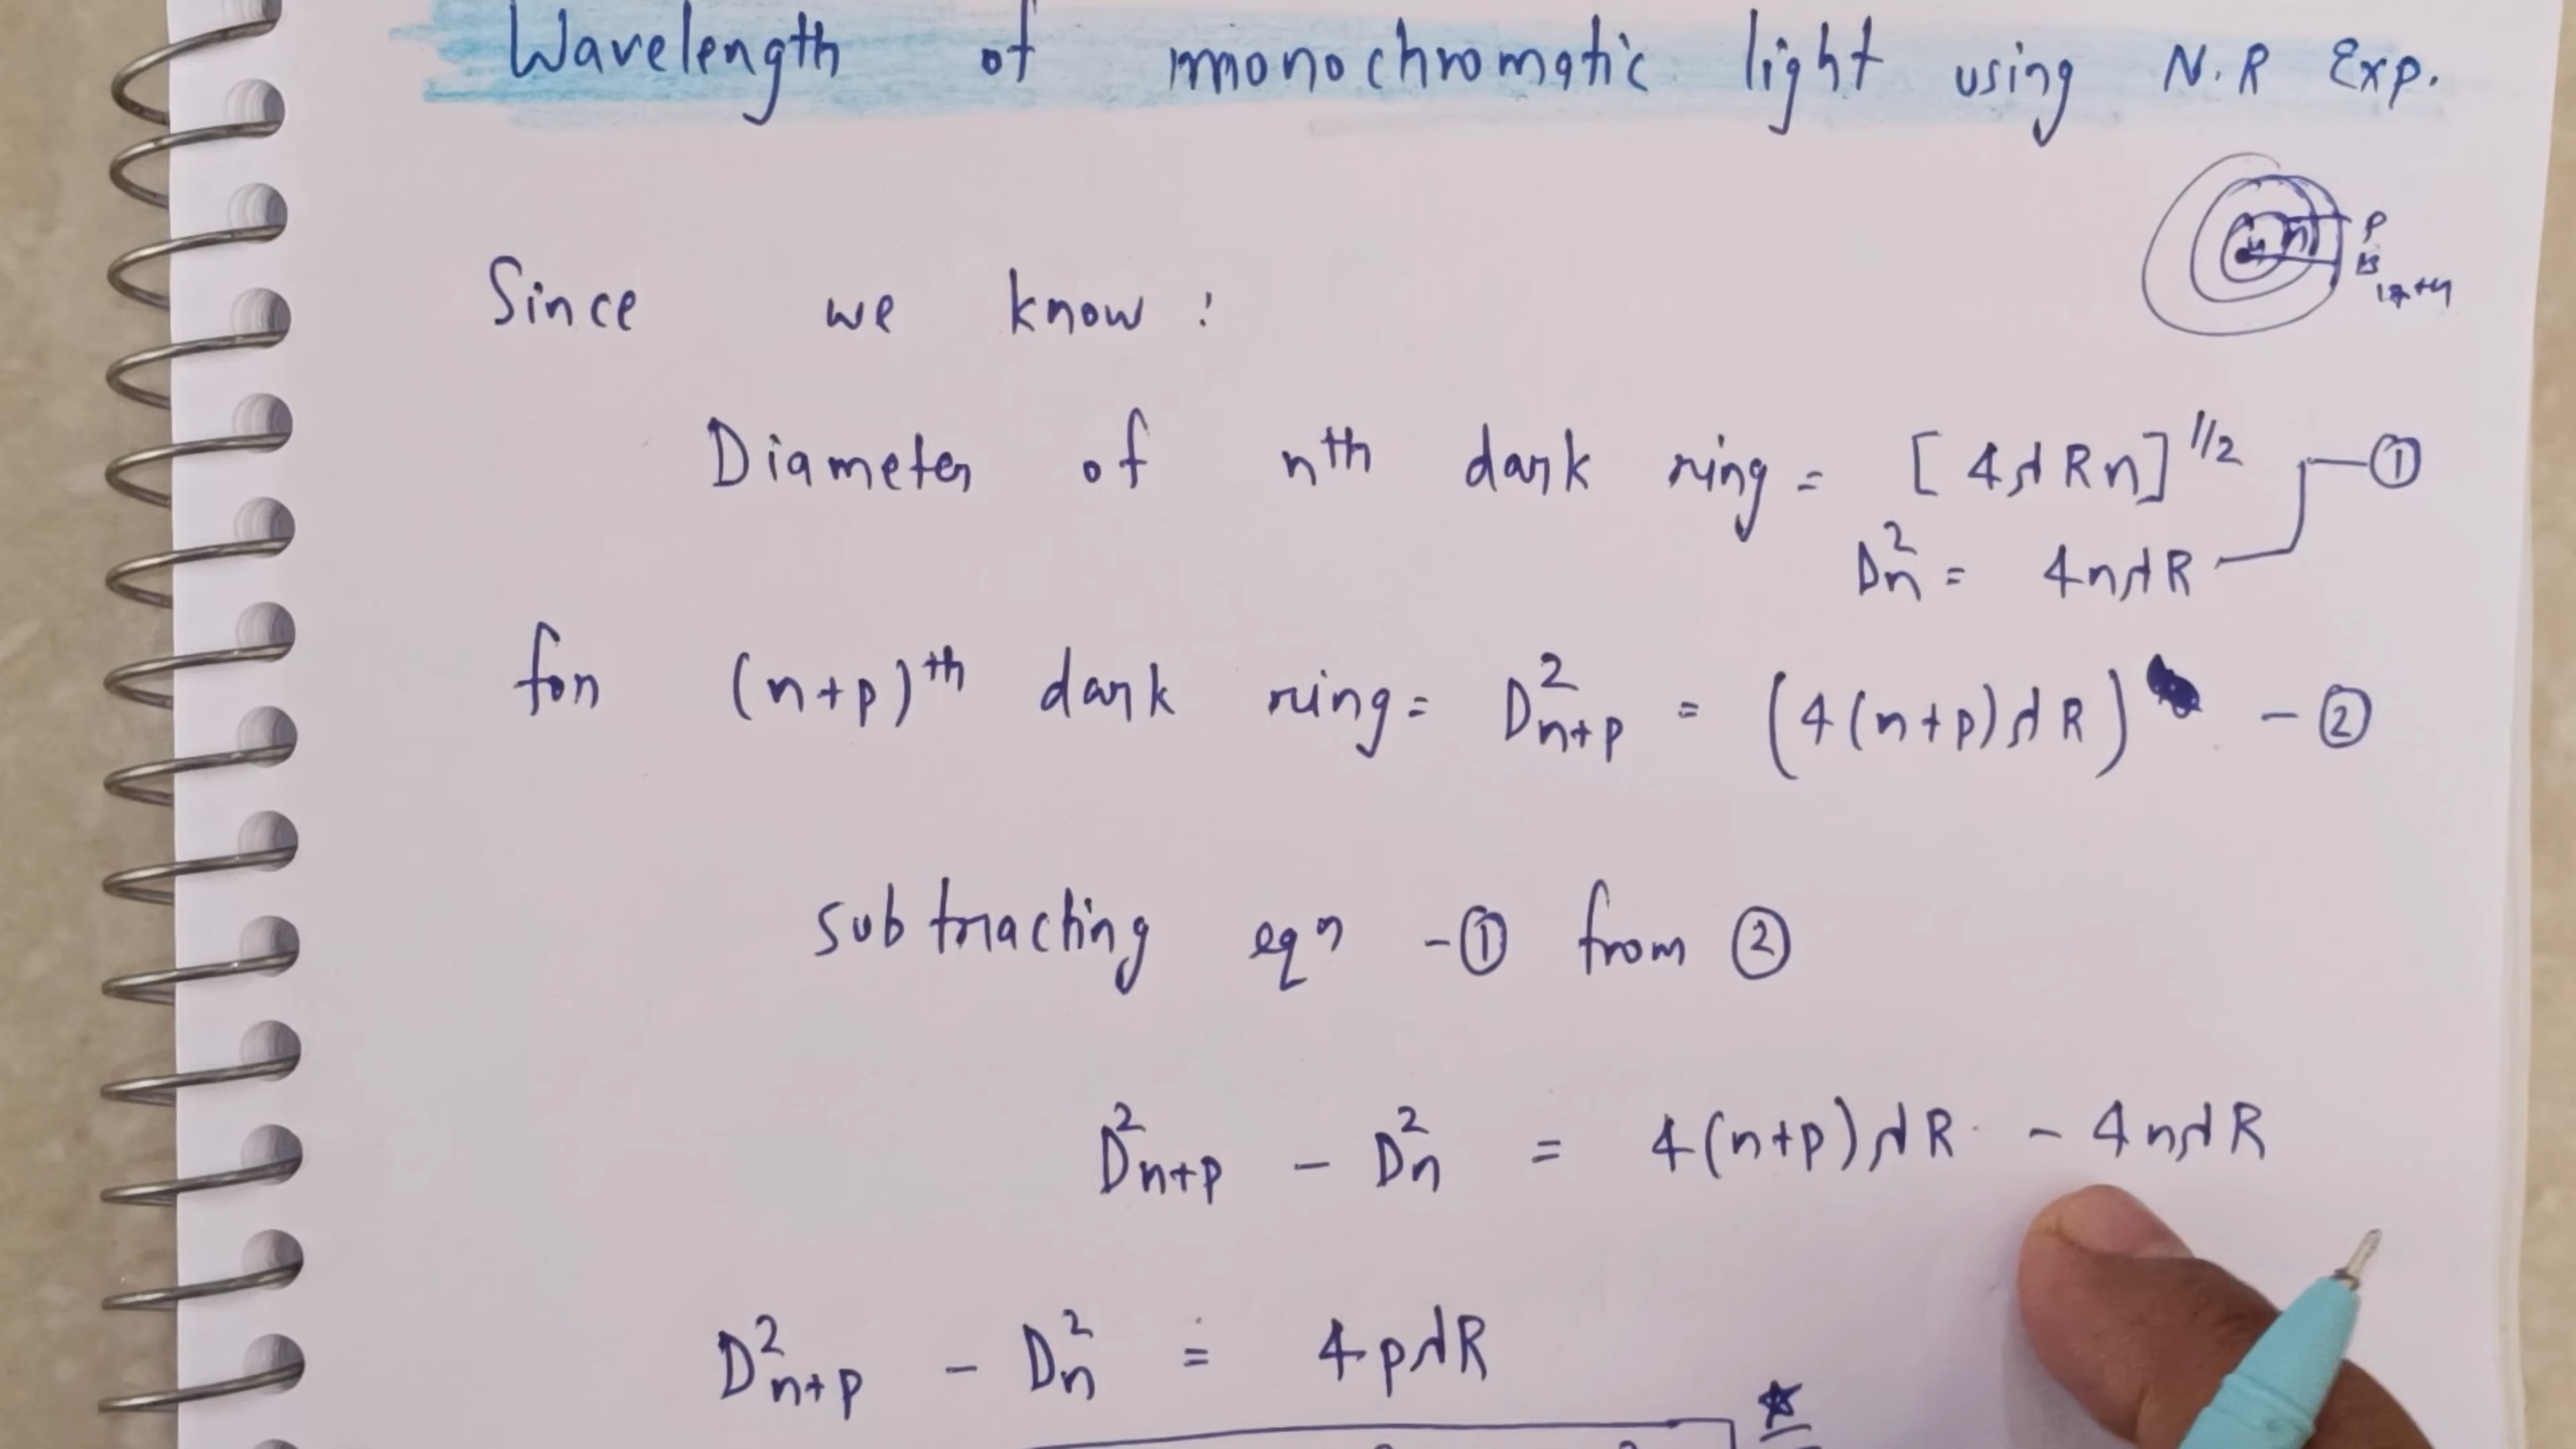 Wavelength of monochromatic light using N.R Exp.
P
n
Since we know :
Diameter of nth dark ring = [4λRn]^1/2 ①
Dn² = 4nλR
for (n+p)th dark ring = D²n+p = (4(n+p)λR) - ②
subtracting eqn - ① from ②
D²n+p - D²n = 4(n+p)λR - 4nλR
D²n+p - D²n = 4pλR